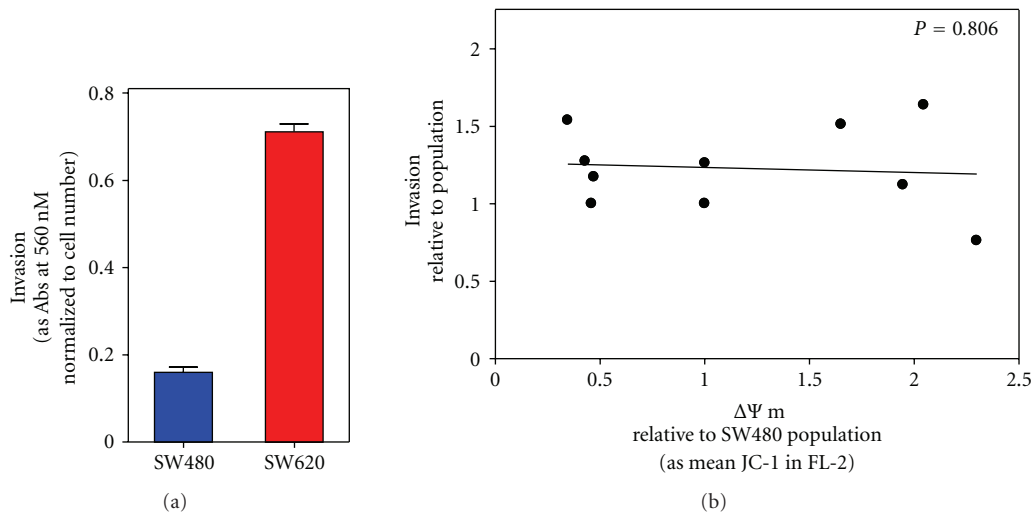 Invasion
(as Abs at 560 nM
normalized to cell number)
0.8
0.6
0.4
0.2
0
SW480
SW620
(a)
Invasion
relative to population
2
1.5
1
0.5
0
P = 0.806
0
0.5
1
1.5
2
2.5
ΔΨ m
relative to SW480 population
(as mean JC-1 in FL-2)
(b)